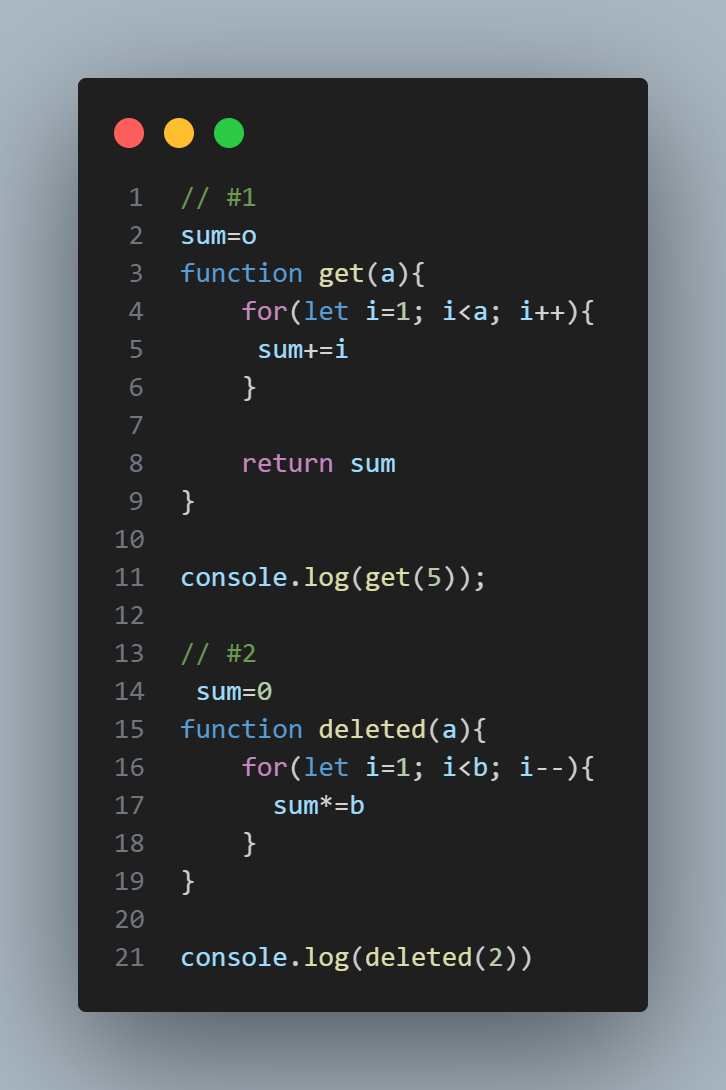 1 // #1
2 sum=o
3 function get(a){
4     for(let i=1; i<a; i++){
5      sum+=i
6     }
7
8     return sum
9 }
10
11 console.log(get(5));
12
13 // #2
14  sum=0
15 function deleted(a){
16     for(let i=1; i<b; i--){
17       sum*=b
18     }
19 }
20
21 console.log(deleted(2))